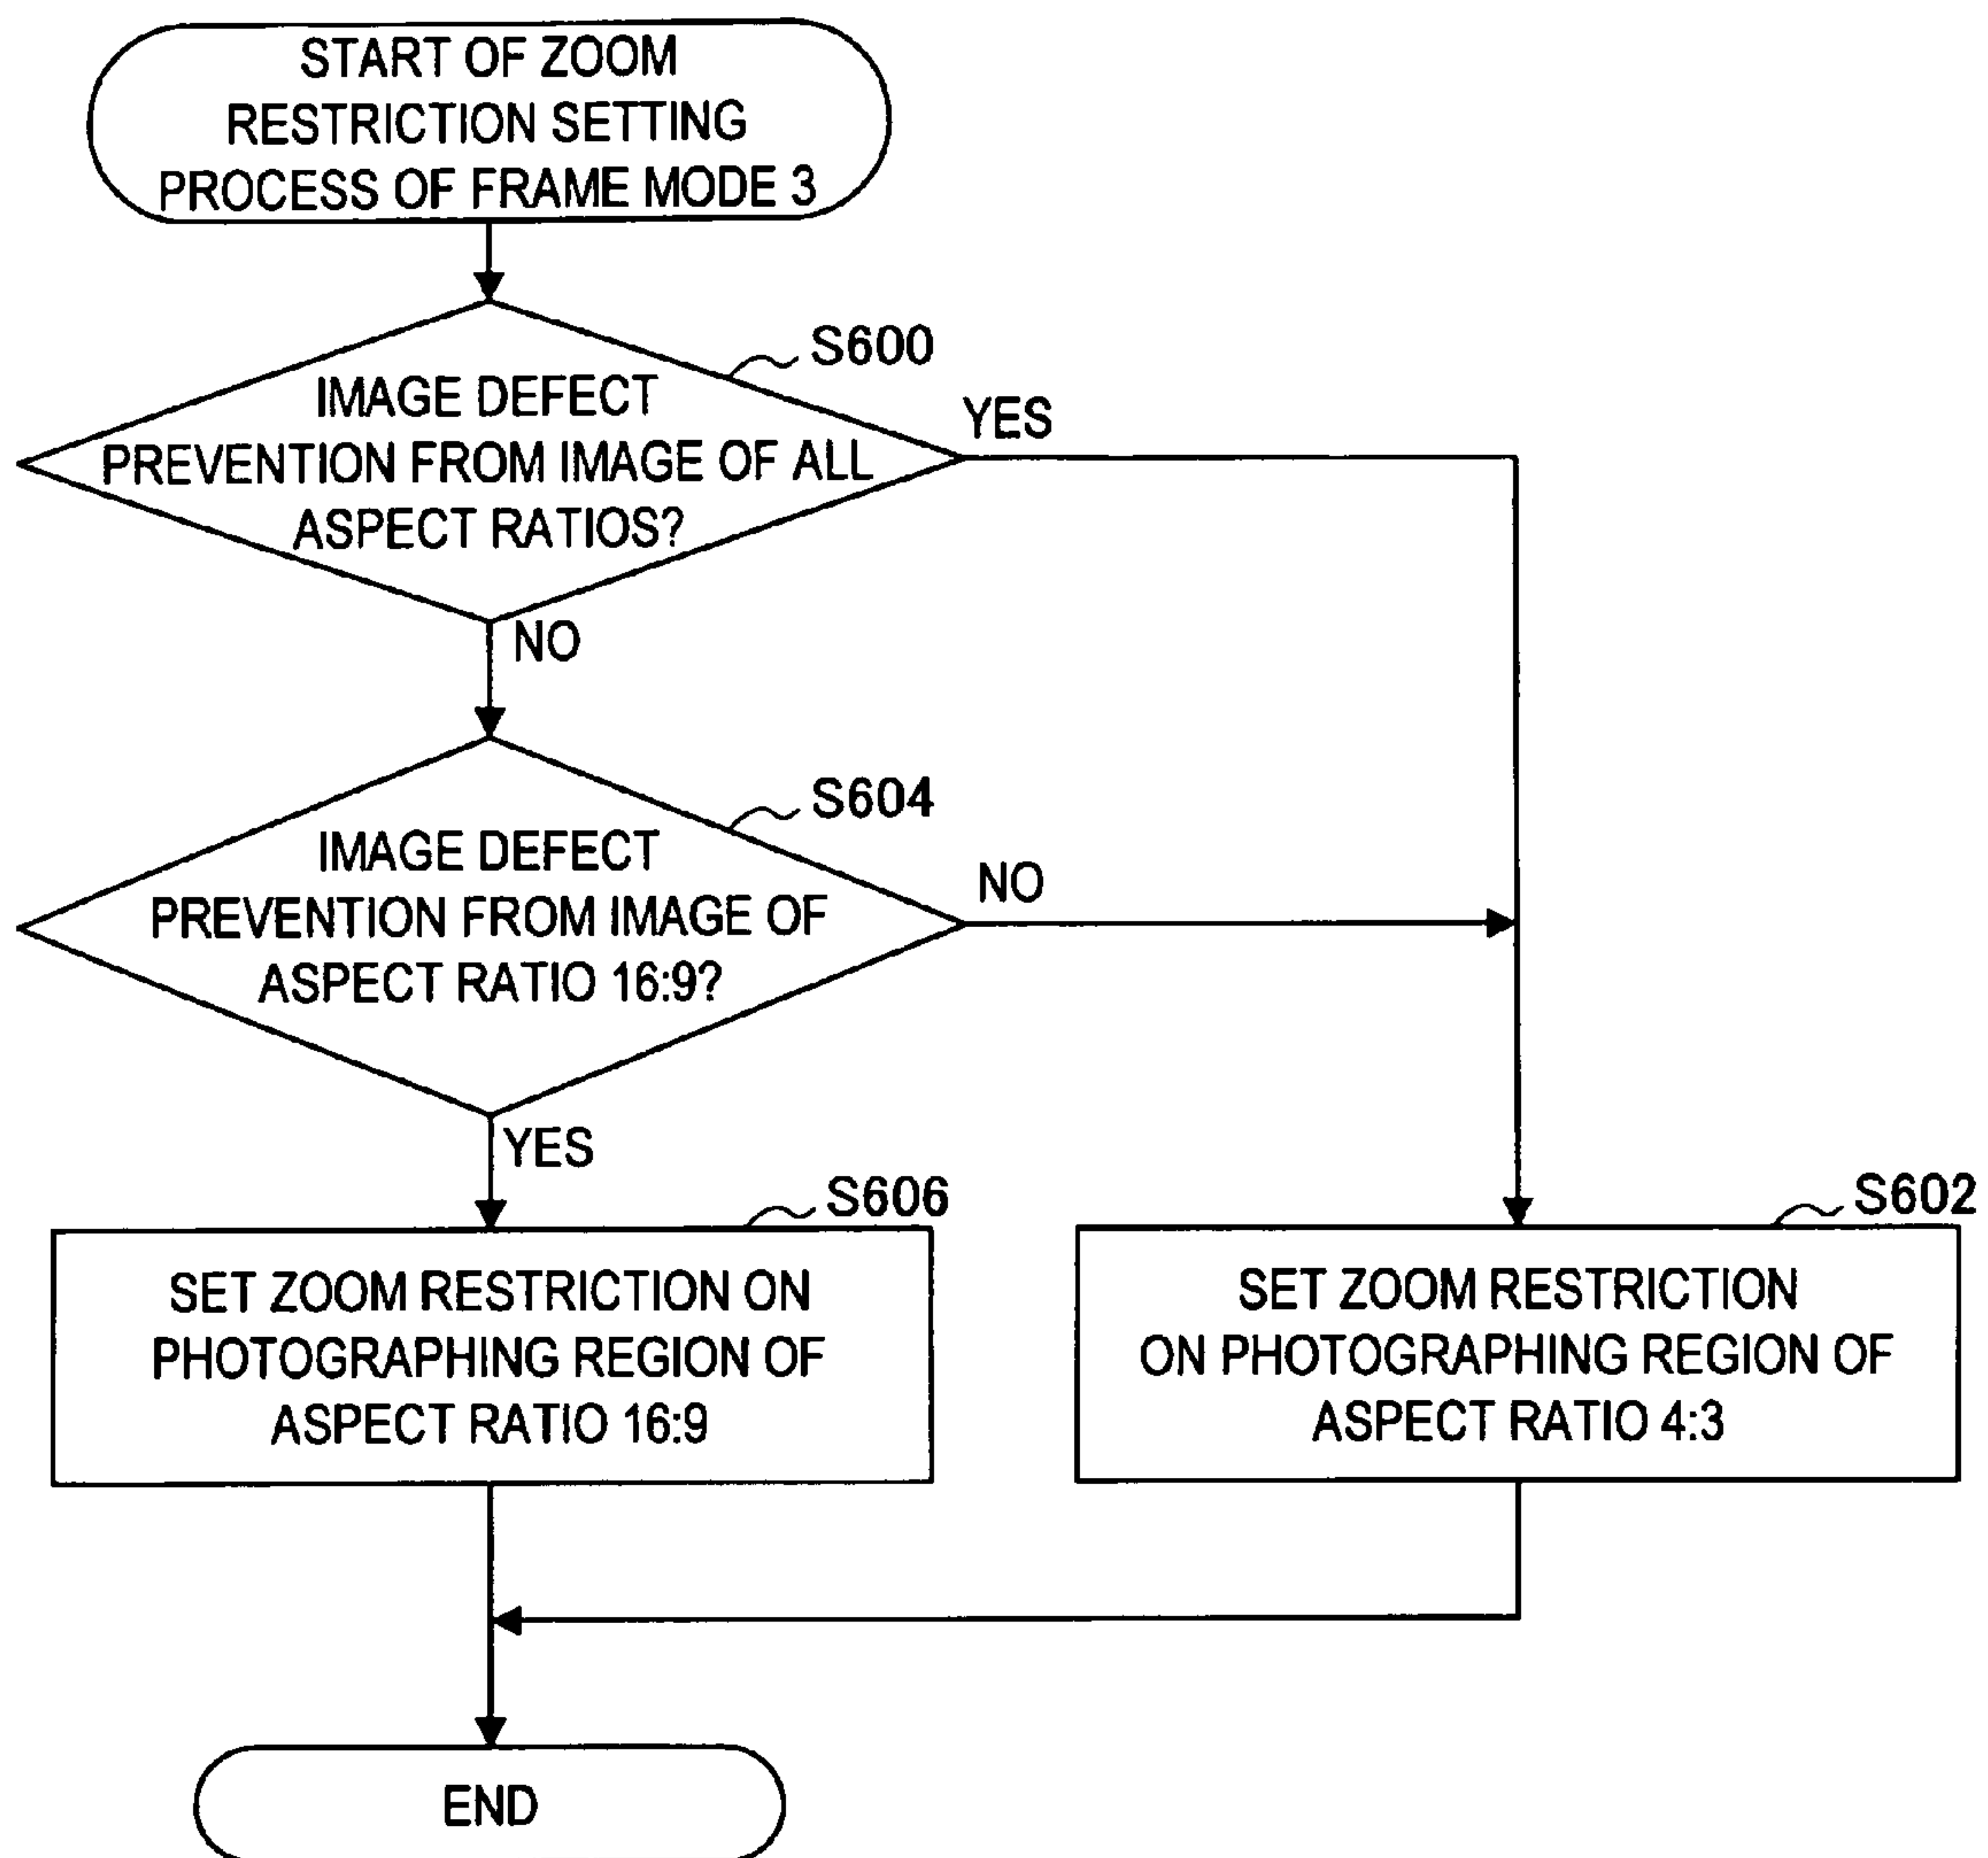 START OF ZOOM
RESTRICTION SETTING
PROCESS OF FRAME MODE 3
S600
IMAGE DEFECT
PREVENTION FROM IMAGE OF ALL
ASPECT RATIOS?
YES
NO
S604
IMAGE DEFECT
PREVENTION FROM IMAGE OF
ASPECT RATIO 16:9?
NO
YES
S606
SET ZOOM RESTRICTION ON
PHOTOGRAPHING REGION OF
ASPECT RATIO 16:9
S602
SET ZOOM RESTRICTION
ON PHOTOGRAPHING REGION OF
ASPECT RATIO 4:3
END